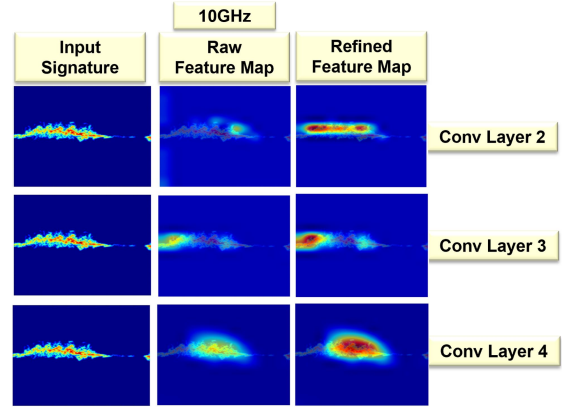 10GHz
Input
Signature
Raw
Feature Map
Refined
Feature Map
Conv Layer 2
Conv Layer 3
Conv Layer 4